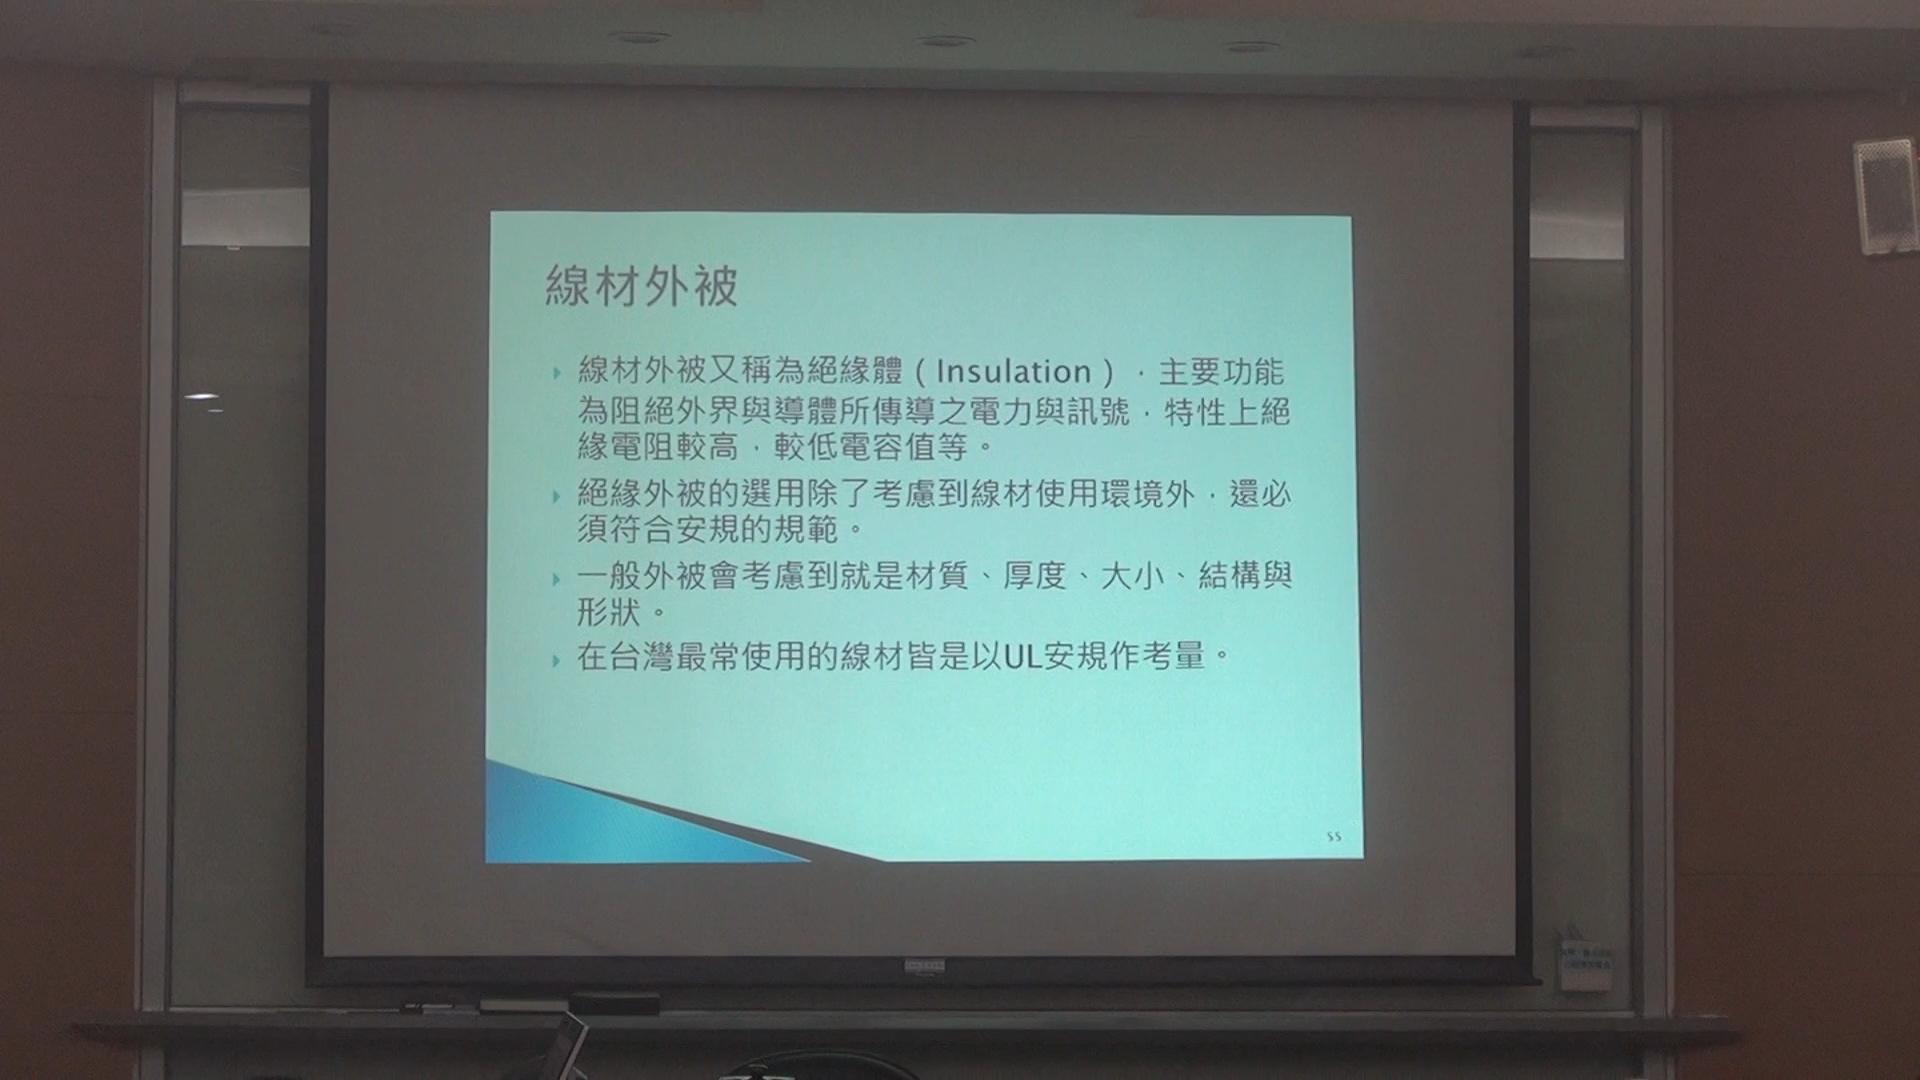 線材外被
線材外被又稱為絕緣體（Insulation），主要功能
為阻絕外界與導體所傳導之電力與訊號，特性上絕
緣電阻較高，較低電容值等。
絕緣外被的選用除了考慮到線材使用環境外，還必
須符合安規的規範。
一般外被會考慮到就是材質、厚度、大小、結構與
形狀。
在台灣最常使用的線材皆是以UL安規作考量。
55